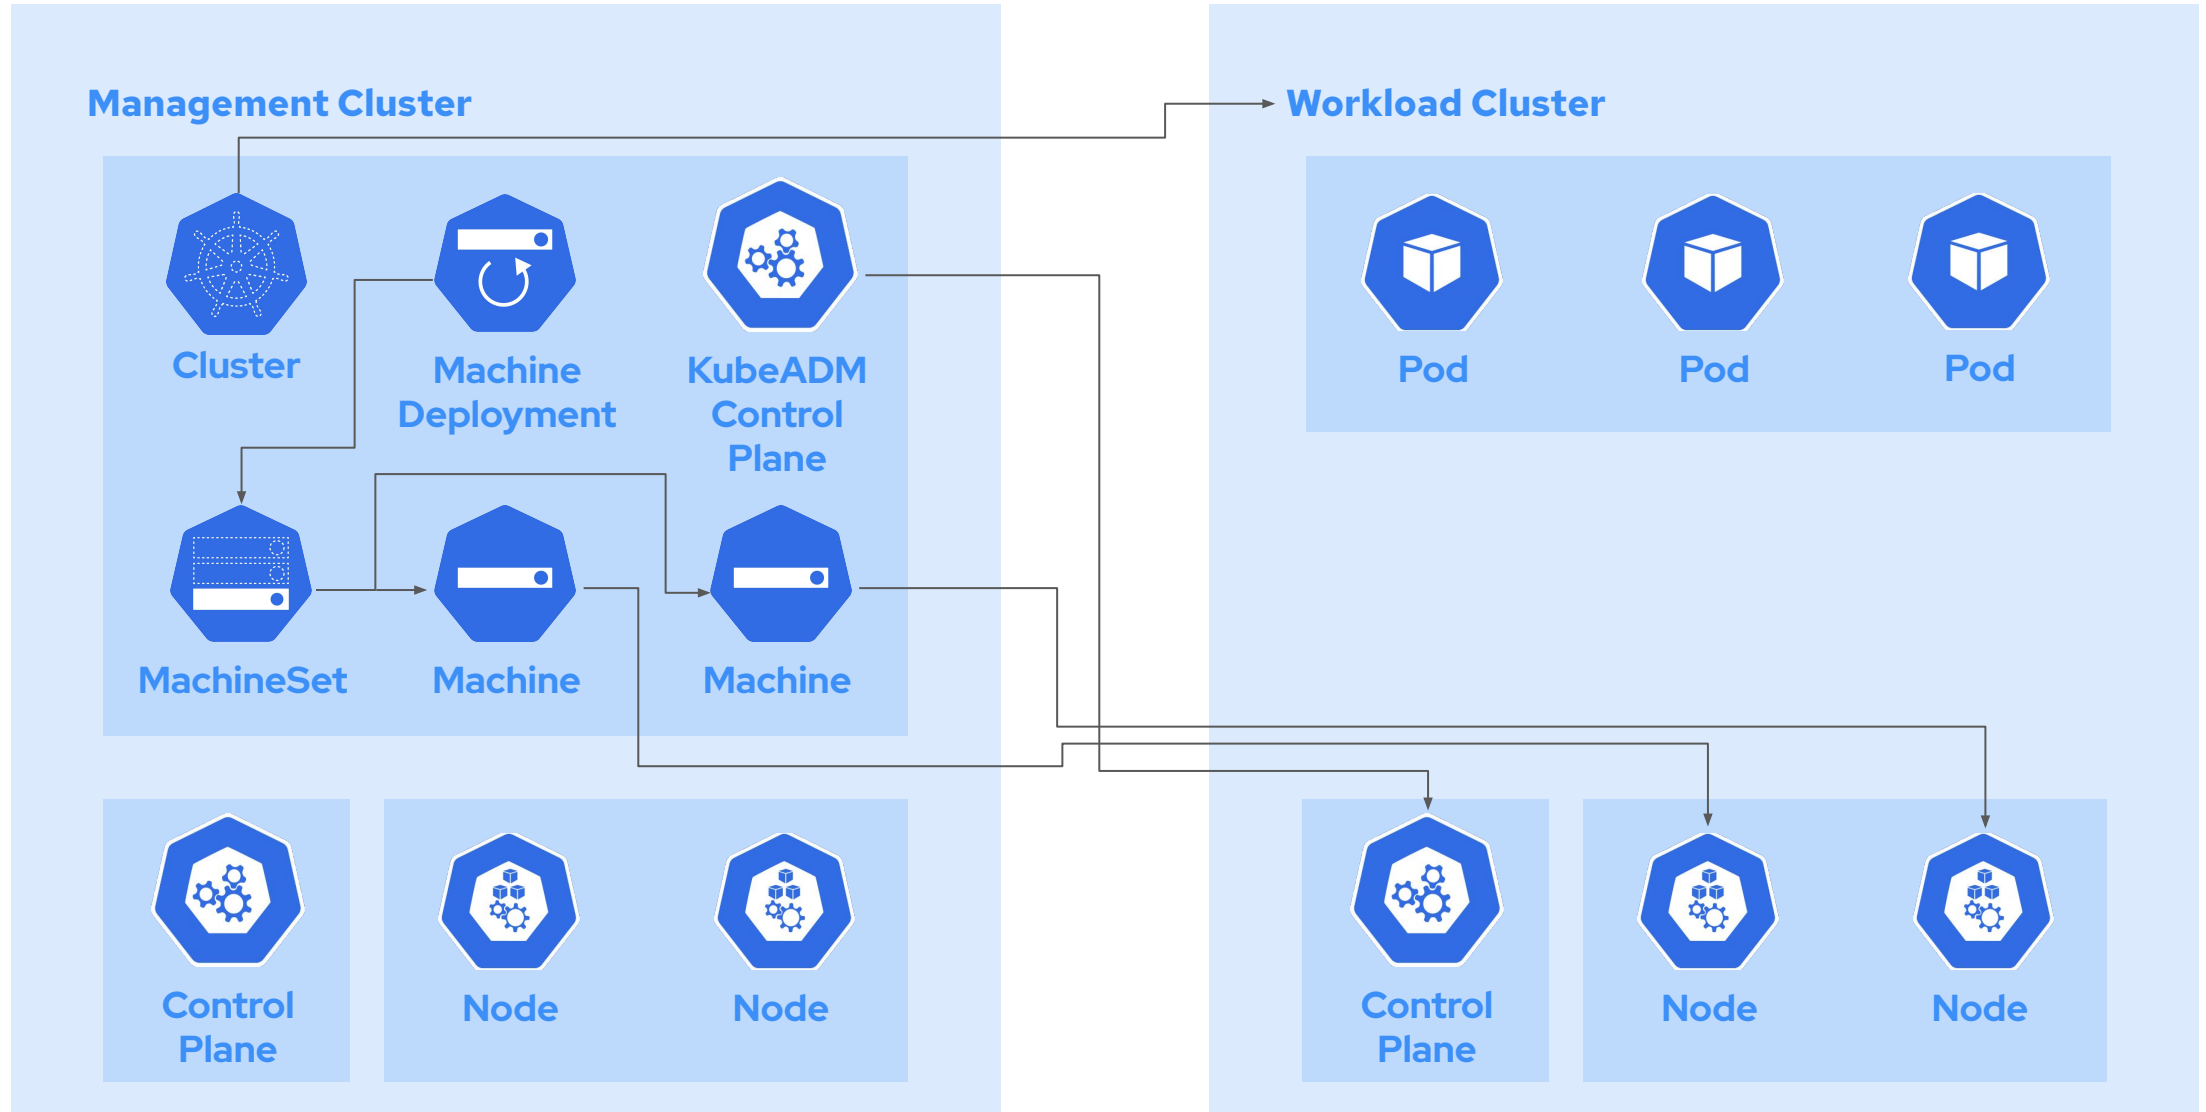 Management Cluster
Cluster
Machine
Deployment
KubeADM
Control
Plane
MachineSet
Machine
Machine
Control
Plane
Node
Node
Workload Cluster
Pod
Pod
Pod
Control
Plane
Node
Node